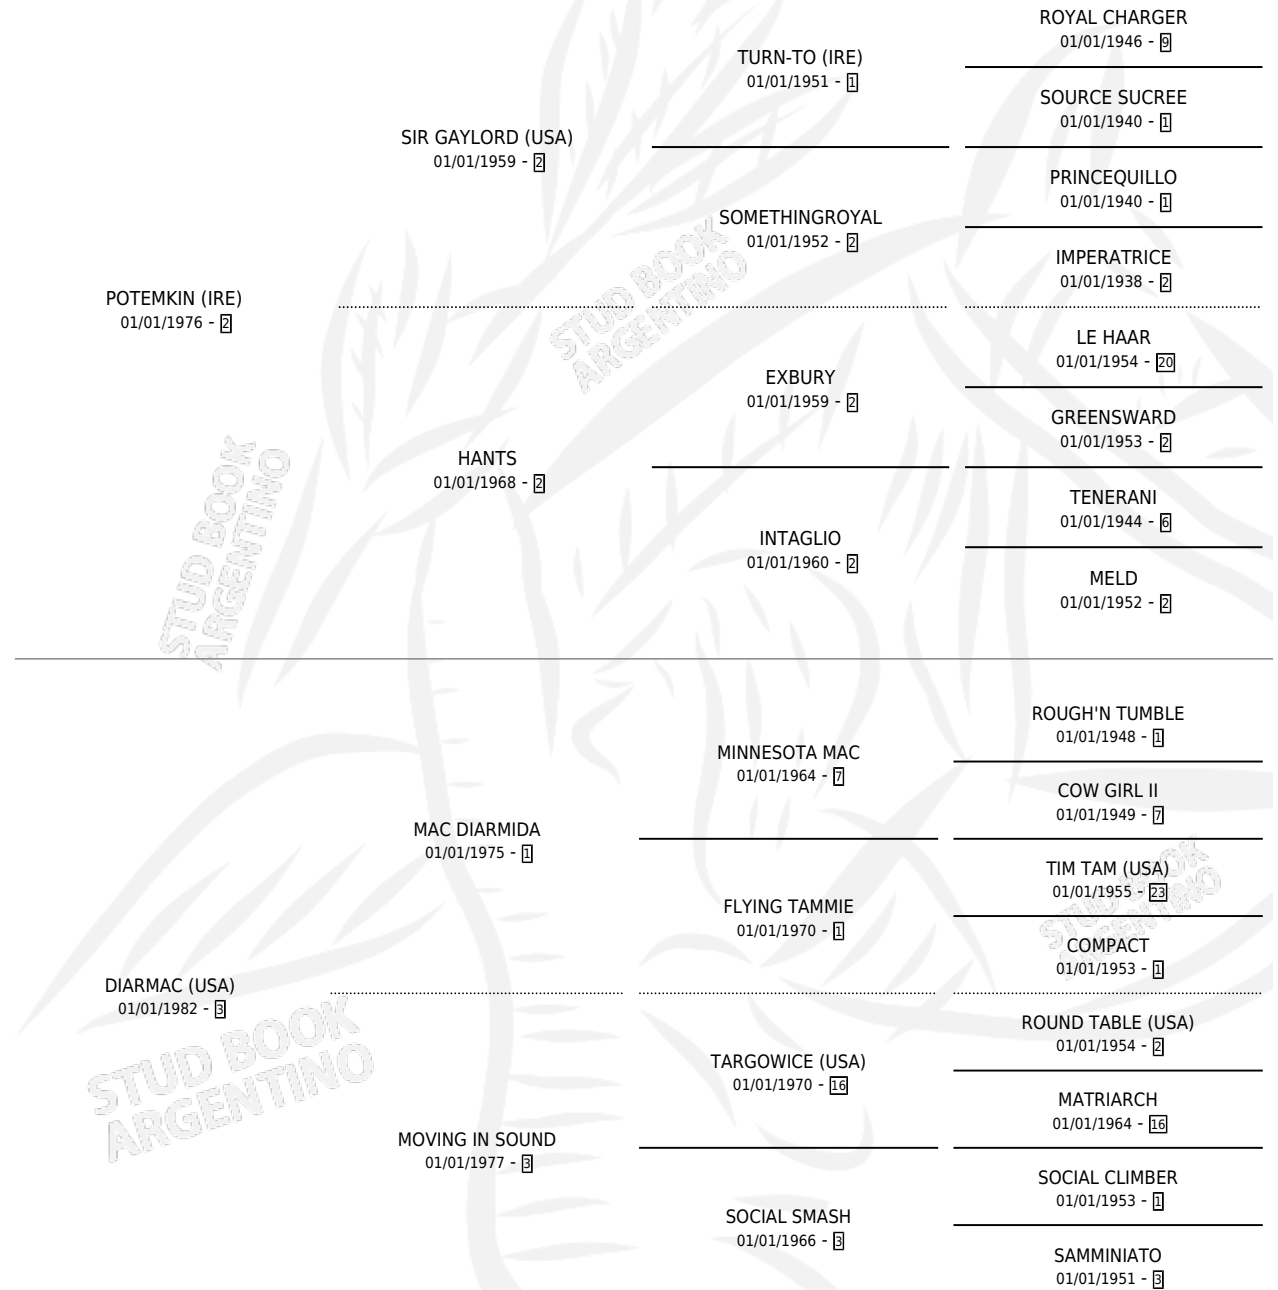 ROYAL CHARGER
01/01/1946 - 9
TURN-TO (IRE)
01/01/1951 - 1
SOURCE SUCREE
01/01/1940 - 1
SIR GAYLORD (USA)
01/01/1959 - 2
PRINCEQUILLO
01/01/1940 - 1
SOMETHINGROYAL
01/01/1952 - 2
IMPERATRICE
01/01/1938 - 2
POTEMKIN (IRE)
01/01/1976 - 2
STUD BOOK
ARGENTINO
LE HAAR
01/01/1954 - 20
EXBURY
01/01/1959 - 2
GREENSWARD
01/01/1953 - 2
HANTS
01/01/1968 - 2
TENERANI
01/01/1944 - 6
INTAGLIO
01/01/1960 - 2
MELD
01/01/1952 - 2
STUD BOOK
ARGENTINO
ROUGH'N TUMBLE
01/01/1948 - 1
MINNESOTA MAC
01/01/1964 - 7
COW GIRL II
01/01/1949 - 7
MAC DIARMIDA
01/01/1975 - 1
TIM TAM (USA)
01/01/1955 - 23
FLYING TAMMIE
01/01/1970 - 1
COMPACT
01/01/1953 - 1
STUD BOOK
ARGENTINO
DIARMAC (USA)
01/01/1982 - 3
ROUND TABLE (USA)
01/01/1954 - 2
TARGOWICE (USA)
01/01/1970 - 16
MATRIARCH
01/01/1964 - 16
STUD BOOK
ARGENTINO
MOVING IN SOUND
01/01/1977 - 3
SOCIAL CLIMBER
01/01/1953 - 1
SOCIAL SMASH
01/01/1966 - 3
SAMMINIATO
01/01/1951 - 3